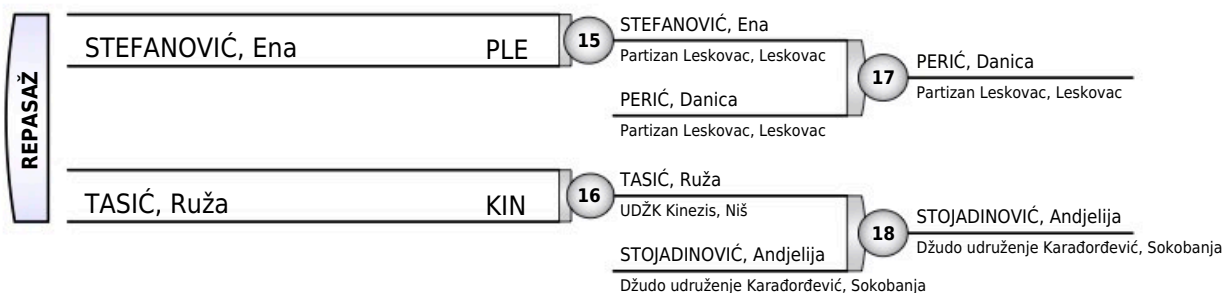 REPASAŽ
STEFANOVIĆ, Ena PLE
15
STEFANOVIĆ, Ena
Partizan Leskovac, Leskovac
PERIĆ, Danica
Partizan Leskovac, Leskovac
17
PERIĆ, Danica
Partizan Leskovac, Leskovac
TASIĆ, Ruža KIN
16
TASIĆ, Ruža
UDŽK Kinezis, Niš
STOJADINOVIĆ, Andjelija
Džudo udruženje Karađorđević, Sokobanja
18
STOJADINOVIĆ, Andjelija
Džudo udruženje Karađorđević, Sokobanja